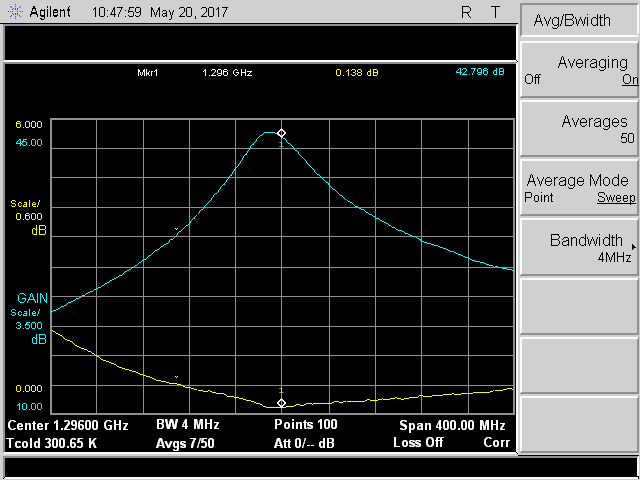 Agilent 10:47:59 May 20, 2017 R T
Mkr1 1.296 GHz 0.138 dB 42.796 dB
6.000
45.00
Scale/
0.600
dB
GAIN
Scale/
3.500
dB
0.000
10.00
1
1
Center 1.29600 GHz BW 4 MHz Points 100 Span 400.00 MHz
Tcold 300.65 K Avgs 7/50 Att 0/-- dB Loss Off Corr
Avg/Bwidth
Averaging
Off On
Averages
50
Average Mode
Point Sweep
Bandwidth
4MHz